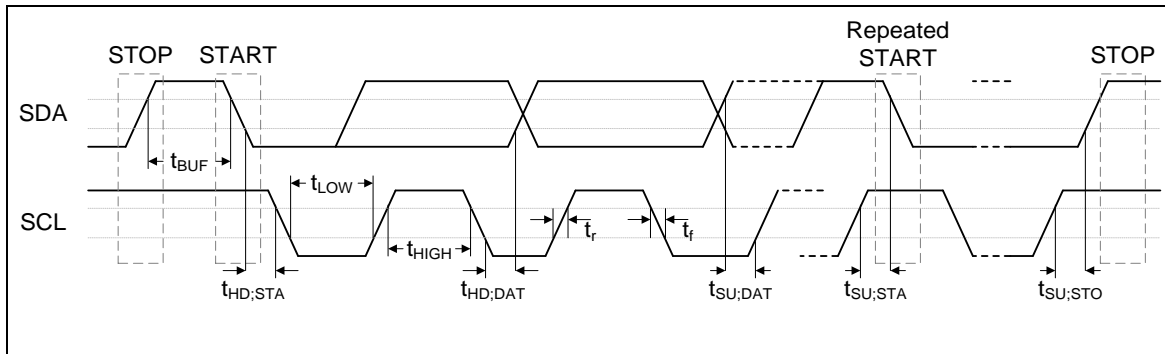 STOP
START
Repeated
START
STOP
SDA
tBUF
tLOW
SCL
tHIGH
tr
tf
tHD;STA
tHD;DAT
tSU;DAT
tSU;STA
tSU;STO